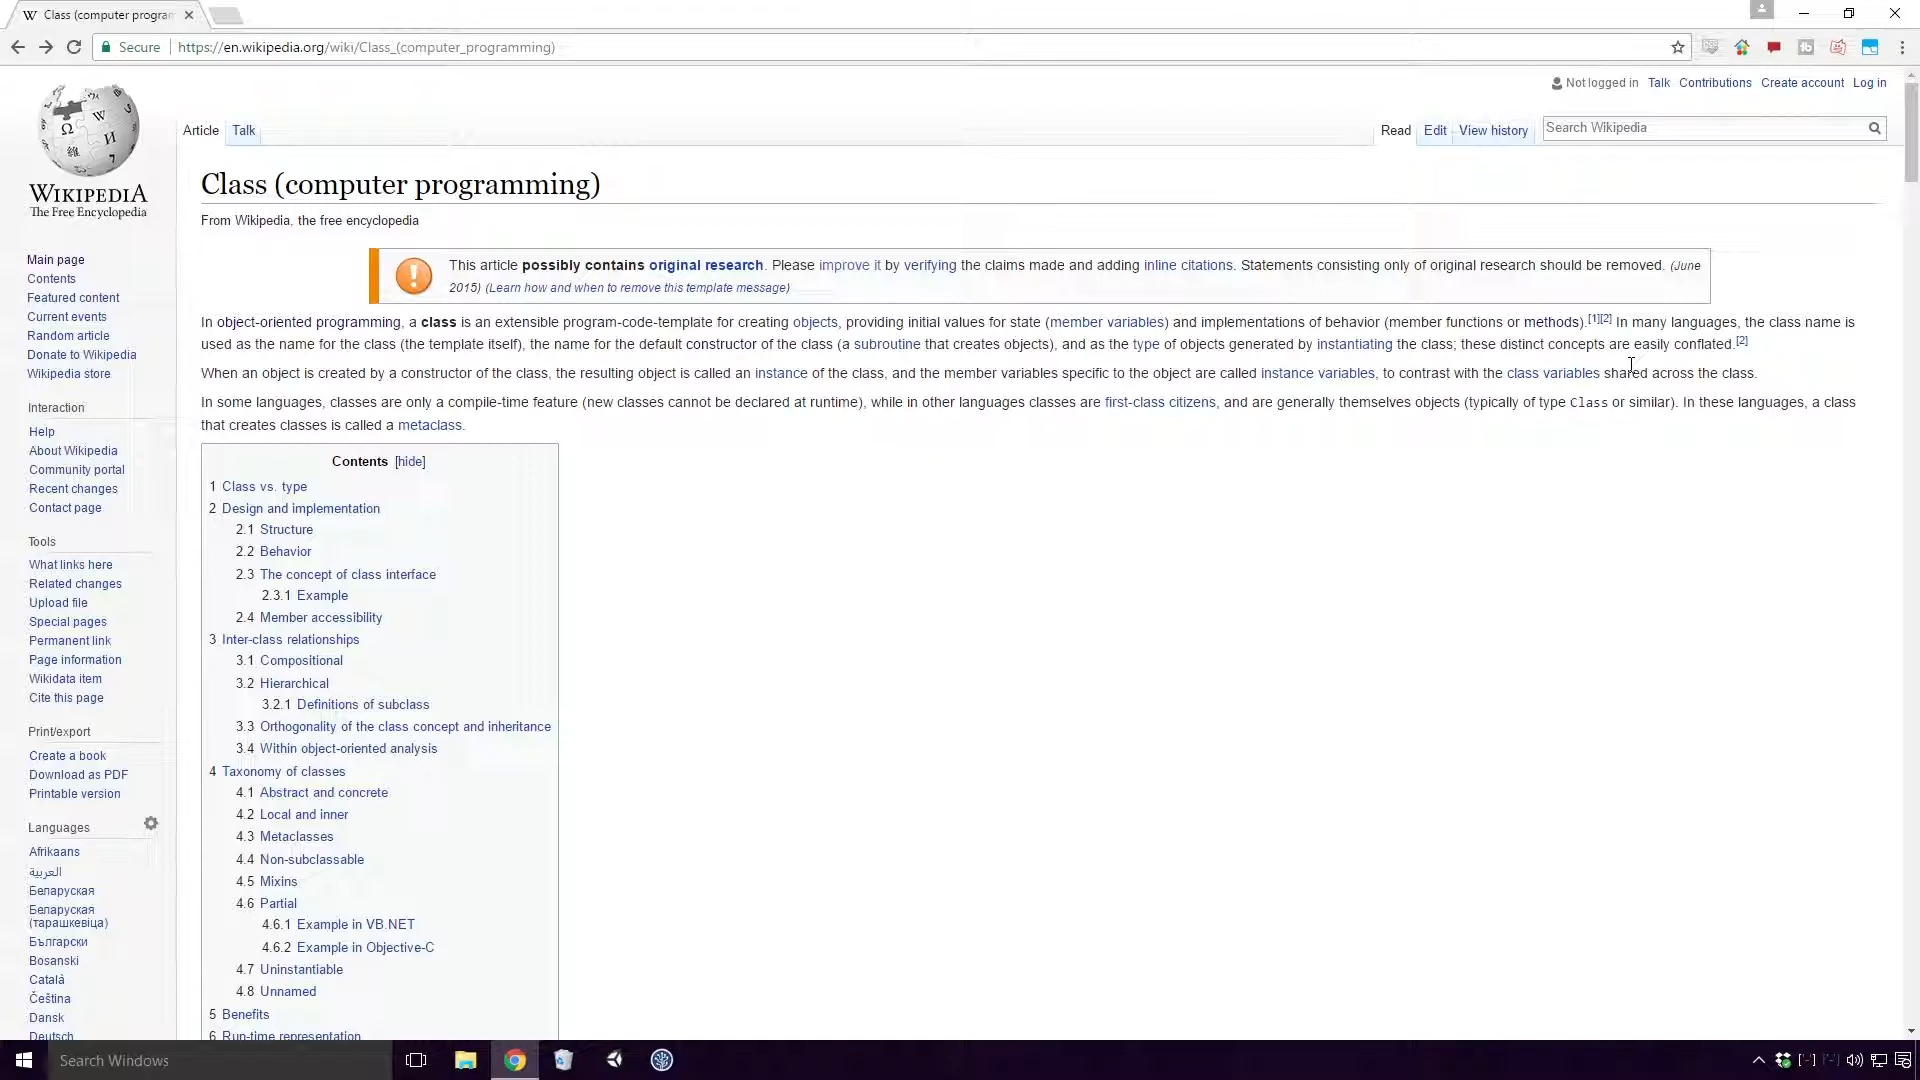 Class (computer program
Secure | https://en.wikipedia.org/wiki/Class_(computer_programming)
Not logged in Talk Contributions Create account Log in
Article Talk Read Edit View history Search Wikipedia
WIKIPEDIA
The Free Encyclopedia
Class (computer programming)
From Wikipedia, the free encyclopedia
This article possibly contains original research. Please improve it by verifying the claims made and adding inline citations. Statements consisting only of original research should be removed. (June
2015) (Learn how and when to remove this template message)
In object-oriented programming, a class is an extensible program-code-template for creating objects, providing initial values for state (member variables) and implementations of behavior (member functions or methods).[1][2] In many languages, the class name is
used as the name for the class (the template itself), the name for the default constructor of the class (a subroutine that creates objects), and as the type of objects generated by instantiating the class; these distinct concepts are easily conflated.[2]
When an object is created by a constructor of the class, the resulting object is called an instance of the class, and the member variables specific to the object are called instance variables, to contrast with the class variables shared across the class.
In some languages, classes are only a compile-time feature (new classes cannot be declared at runtime), while in other languages classes are first-class citizens, and are generally themselves objects (typically of type Class or similar). In these languages, a class
that creates classes is called a metaclass.
Contents [hide]
1 Class vs. type
2 Design and implementation
2.1 Structure
2.2 Behavior
2.3 The concept of class interface
2.3.1 Example
2.4 Member accessibility
3 Inter-class relationships
3.1 Compositional
3.2 Hierarchical
3.2.1 Definitions of subclass
3.3 Orthogonality of the class concept and inheritance
3.4 Within object-oriented analysis
4 Taxonomy of classes
4.1 Abstract and concrete
4.2 Local and inner
4.3 Metaclasses
4.4 Non-subclassable
4.5 Mixins
4.6 Partial
4.6.1 Example in VB.NET
4.6.2 Example in Objective-C
4.7 Uninstantiable
4.8 Unnamed
5 Benefits
6 Run-time representation
Main page
Contents
Featured content
Current events
Random article
Donate to Wikipedia
Wikipedia store
Interaction
Help
About Wikipedia
Community portal
Recent changes
Contact page
Tools
What links here
Related changes
Upload file
Special pages
Permanent link
Page information
Wikidata item
Cite this page
Print/export
Create a book
Download as PDF
Printable version
Languages
Afrikaans
العربية
Беларуская
Беларуская
(тарашкевіца)
Български
Bosanski
Català
Čeština
Dansk
Deutsch
Search Windows